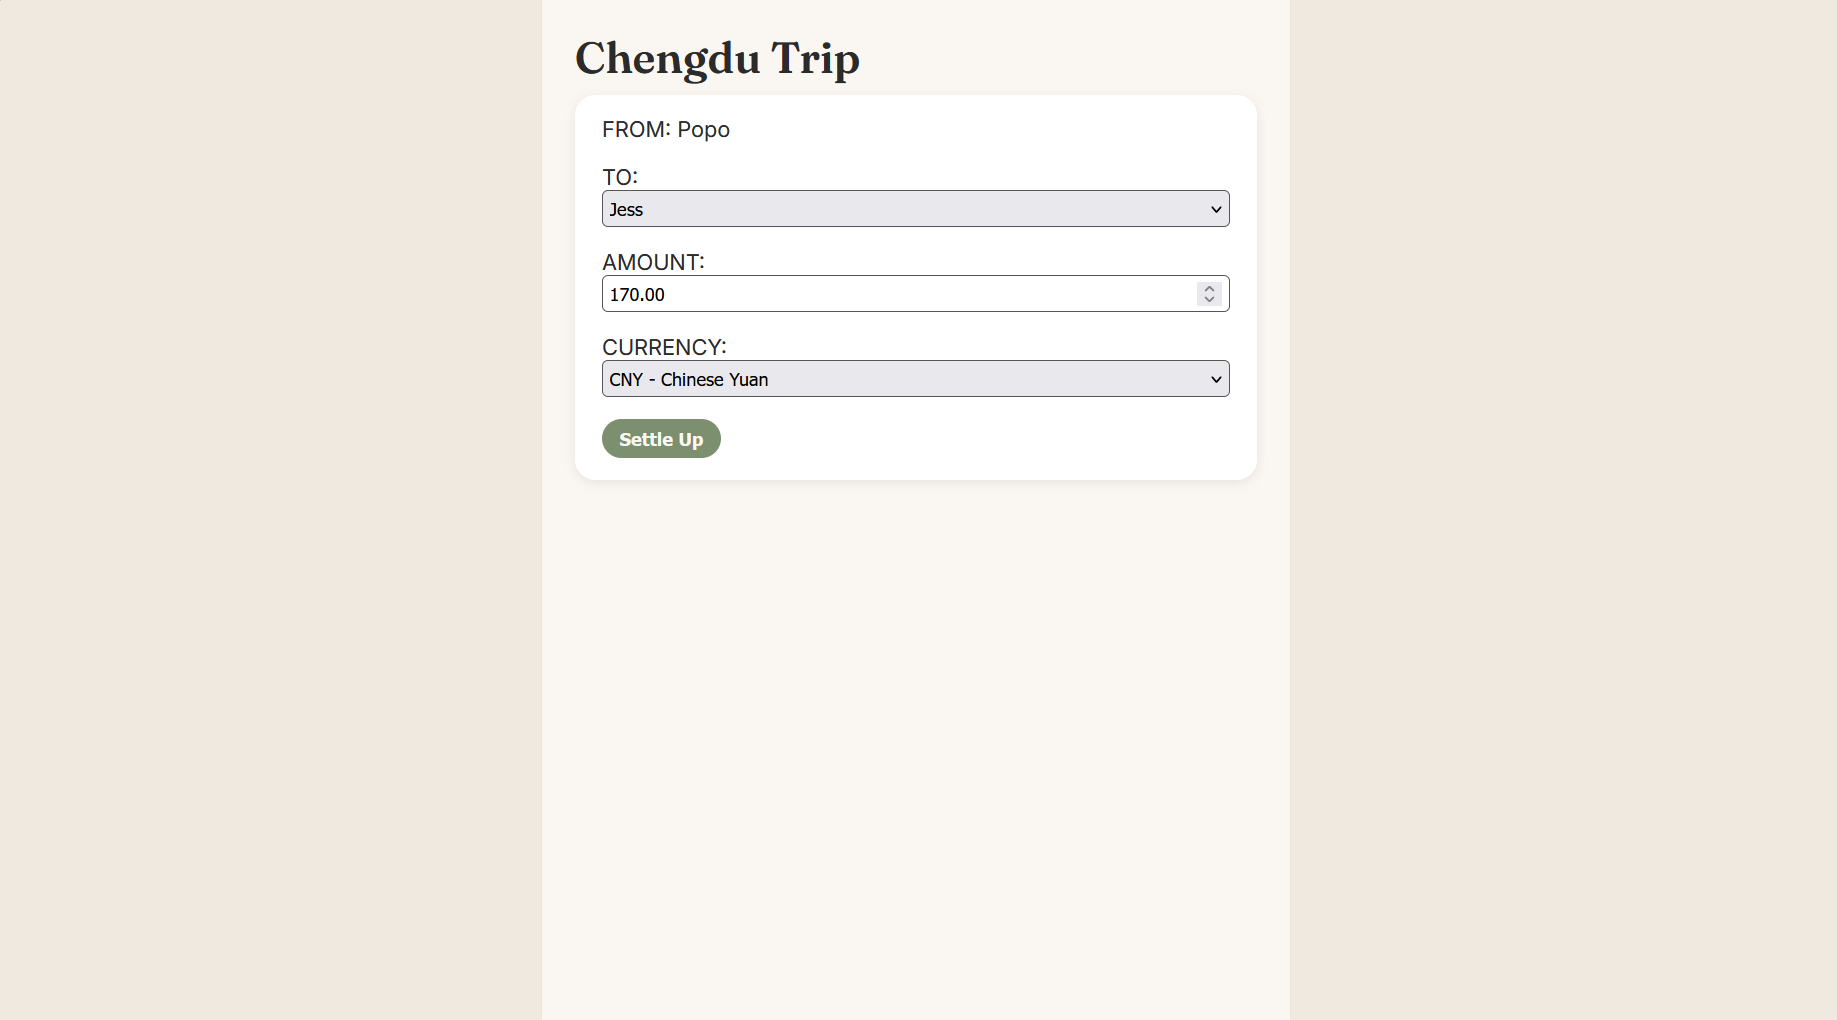 Chengdu Trip
FROM: Popo
TO:
Jess
AMOUNT:
170.00
CURRENCY:
CNY - Chinese Yuan
Settle Up